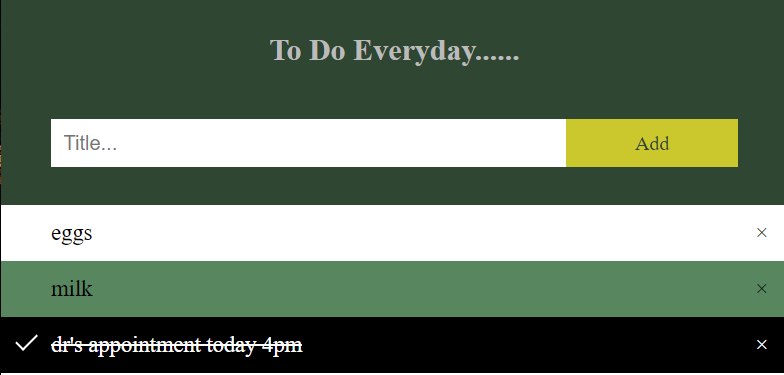 To Do Everyday......
Title...
Add
eggs ×
milk ×
dr's appointment today 4pm ×